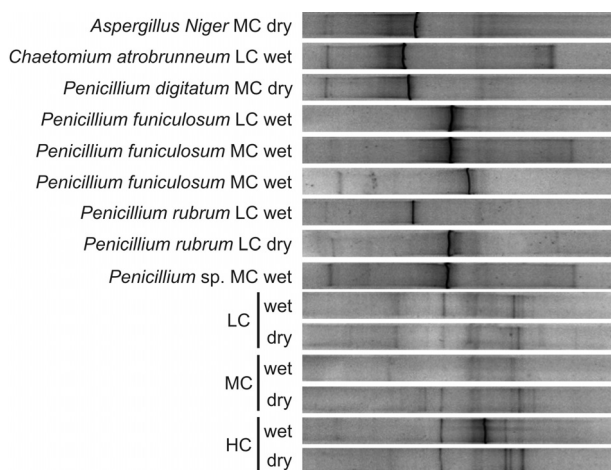 Aspergillus Niger MC dry
Chaetomium atrobrunneum LC wet
Penicillium digitatum MC dry
Penicillium funiculosum LC wet
Penicillium funiculosum MC wet
Penicillium funiculosum MC wet
Penicillium rubrum LC wet
Penicillium rubrum LC dry
Penicillium sp. MC wet
LC
wet
dry
MC
wet
dry
HC
wet
dry